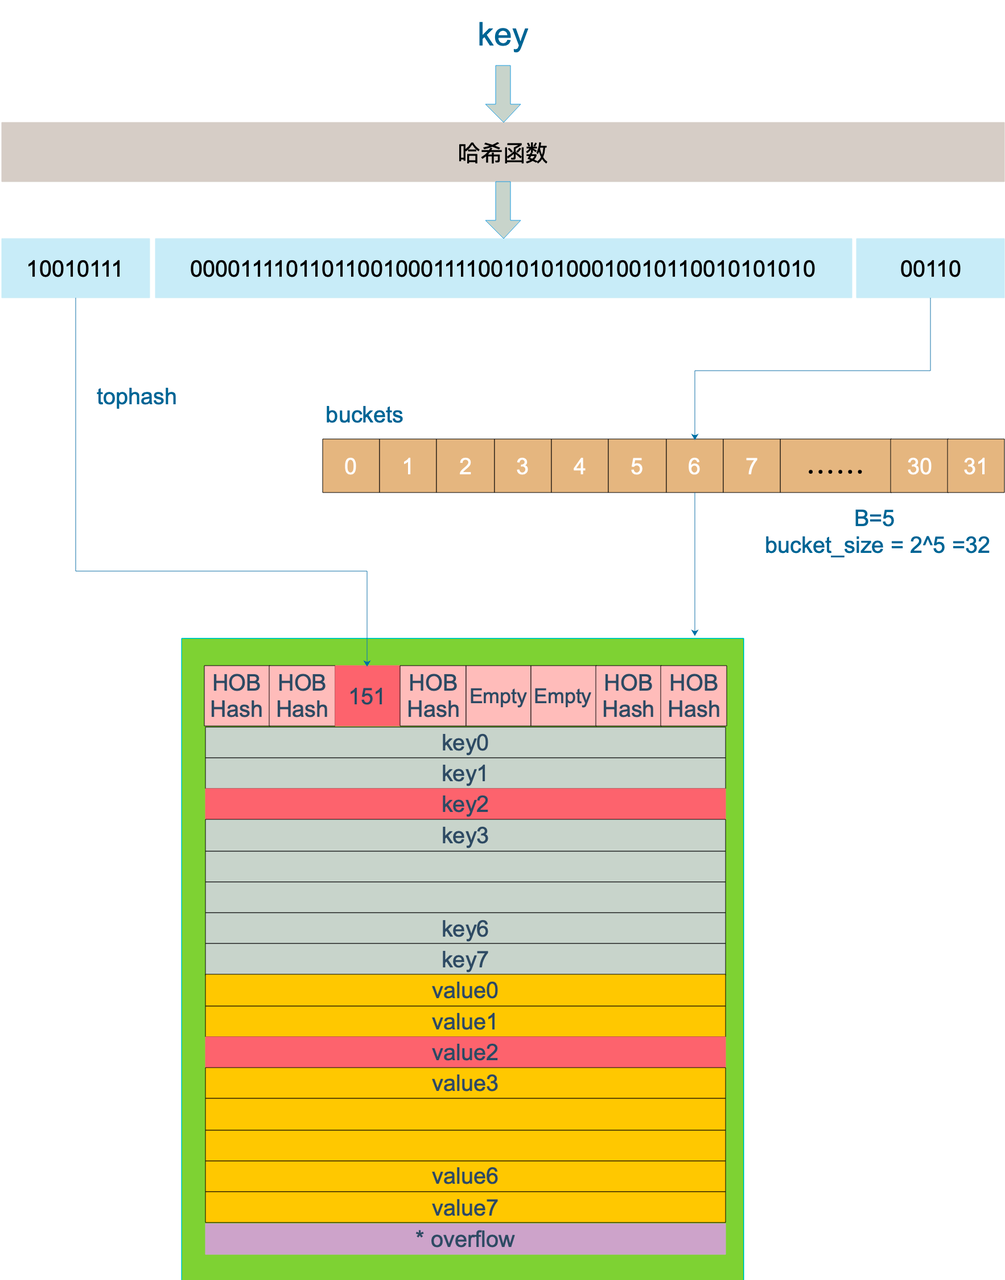 key
哈希函数
10010111
000011110110110010001111001010100010010110010101010
00110
tophash
buckets
0 1 2 3 4 5 6 7 ...... 30 31
B=5
bucket_size = 2^5 =32
HOB Hash
HOB Hash
151
HOB Hash
Empty
Empty
HOB Hash
HOB Hash
key0
key1
key2
key3
key6
key7
value0
value1
value2
value3
value6
value7
* overflow